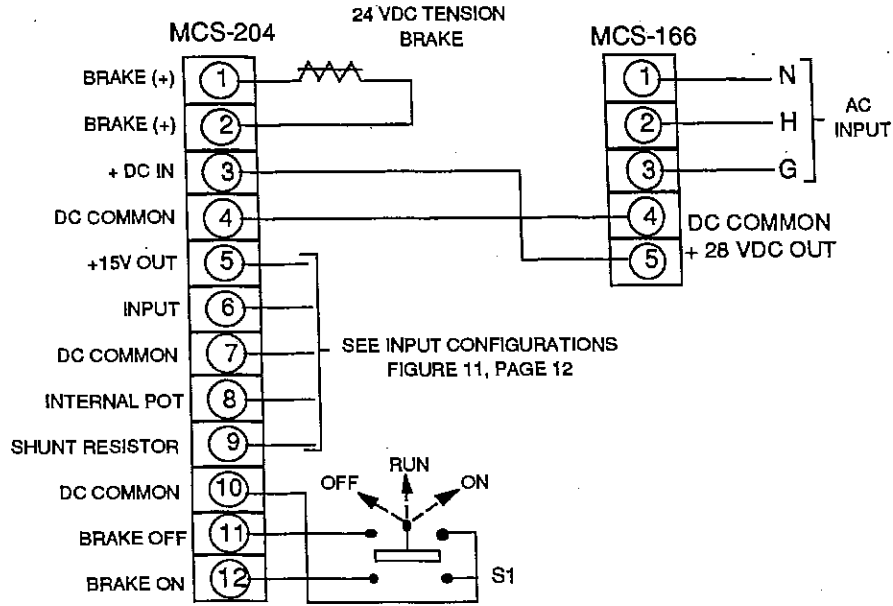 24 VDC TENSION
BRAKE
MCS-204
MCS-166
BRAKE (+)
1
BRAKE (+)
2
+ DC IN
3
DC COMMON
4
+15V OUT
5
INPUT
6
DC COMMON
7
INTERNAL POT
8
SHUNT RESISTOR
9
DC COMMON
10
BRAKE OFF
11
BRAKE ON
12
1
N
2
H
3
G
AC
INPUT
4
DC COMMON
5
+ 28 VDC OUT
SEE INPUT CONFIGURATIONS
FIGURE 11, PAGE 12
OFF
RUN
ON
S1